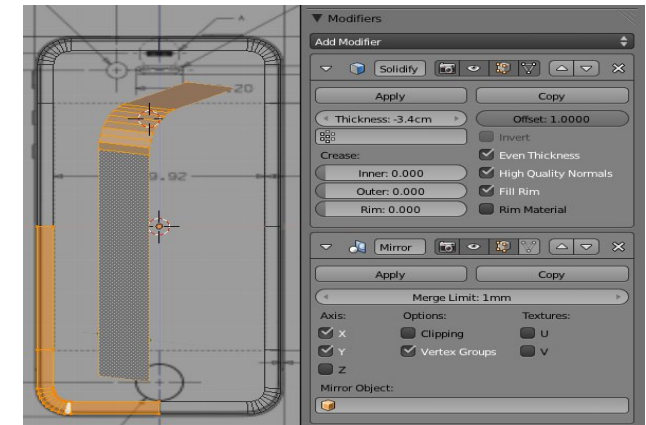 A
20
9.92
Modifiers
Add Modifier
Solidify
Apply Copy
Thickness: -3.4cm Offset: 1.0000
Invert
Crease: Even Thickness
Inner: 0.000 High Quality Normals
Outer: 0.000 Fill Rim
Rim: 0.000 Rim Material
Mirror
Apply Copy
Merge Limit: 1mm
Axis: Options: Textures:
X Clipping U
Y Vertex Groups V
Z
Mirror Object: